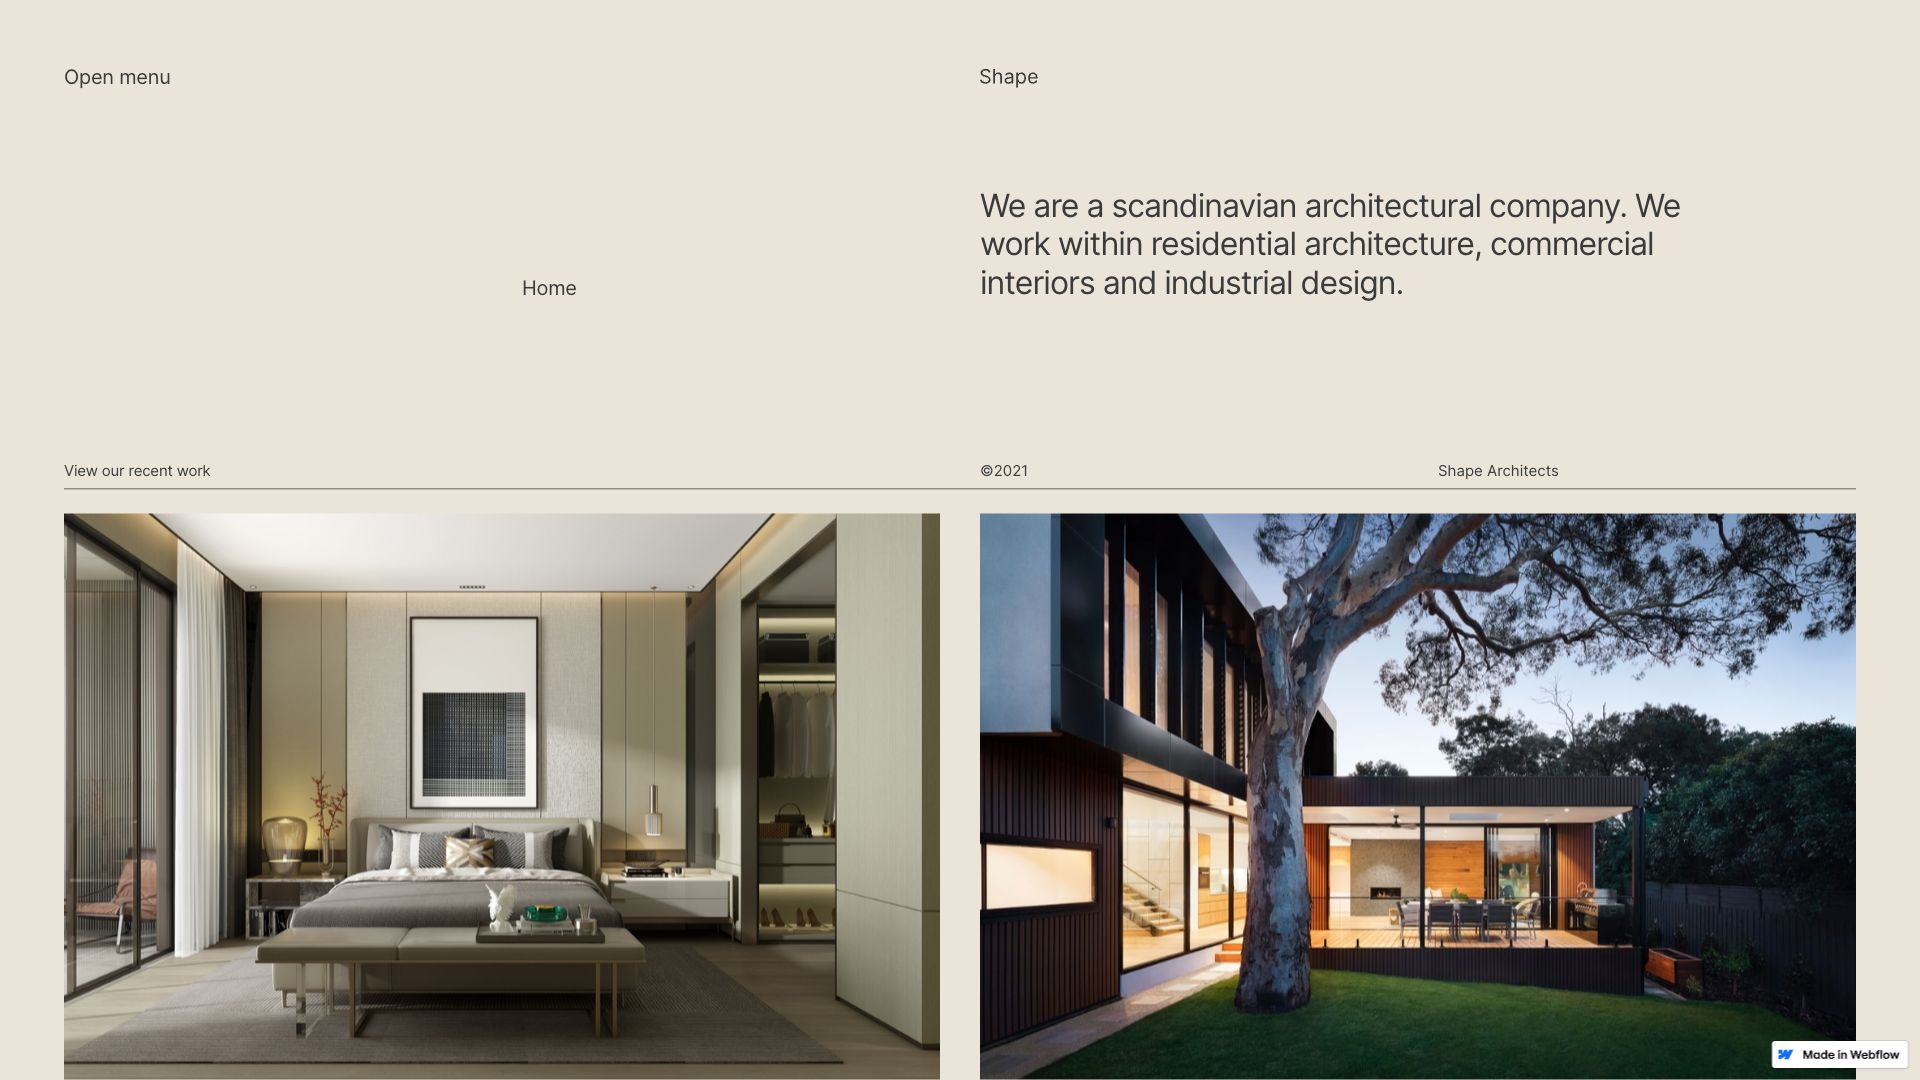 Open menu
Shape
We are a scandinavian architectural company. We
work within residential architecture, commercial
interiors and industrial design.
Home
View our recent work
©2021
Shape Architects
Made in Webflow